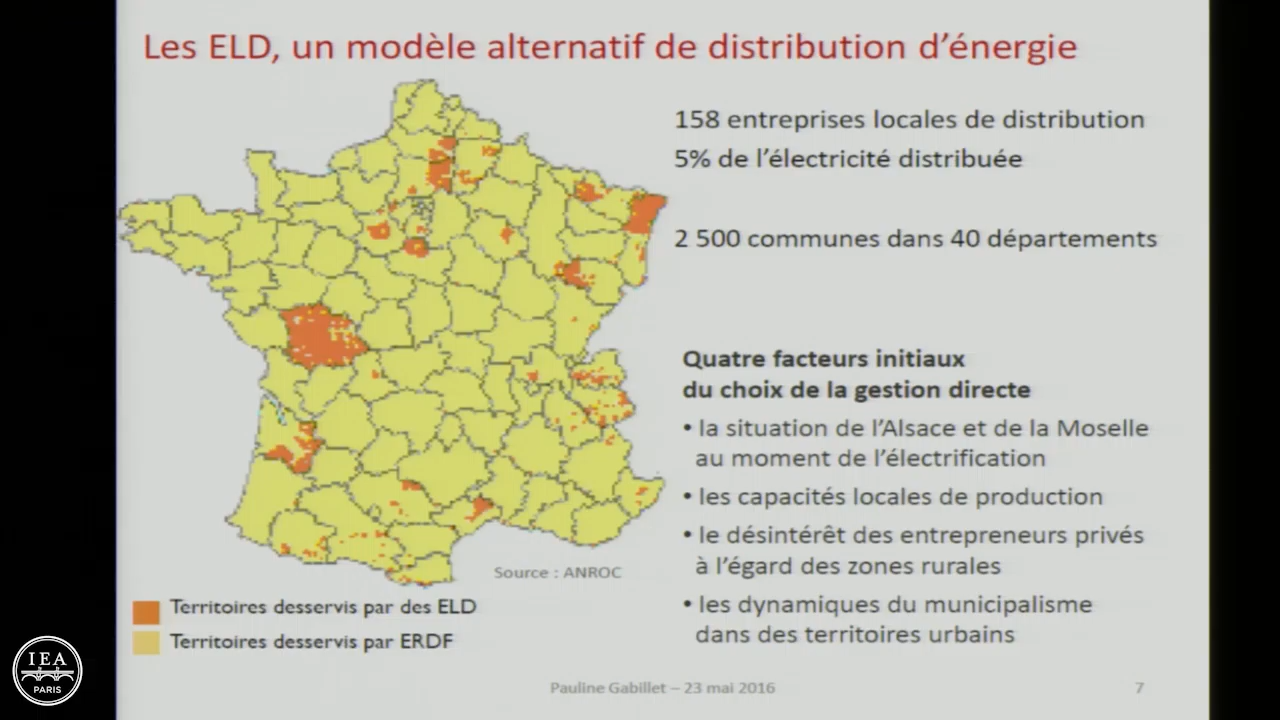 Les ELD, un modèle alternatif de distribution d'énergie
158 entreprises locales de distribution
5% de l'électricité distribuée
2 500 communes dans 40 départements
Quatre facteurs initiaux
du choix de la gestion directe
• la situation de l'Alsace et de la Moselle
au moment de l'électrification
• les capacités locales de production
• le désintérêt des entrepreneurs privés
à l'égard des zones rurales
• les dynamiques du municipalisme
dans des territoires urbains
Source : ANROC
Territoires desservis par des ELD
Territoires desservis par ERDF
Pauline Gabillet – 23 mai 2016
7
IEA
PARIS